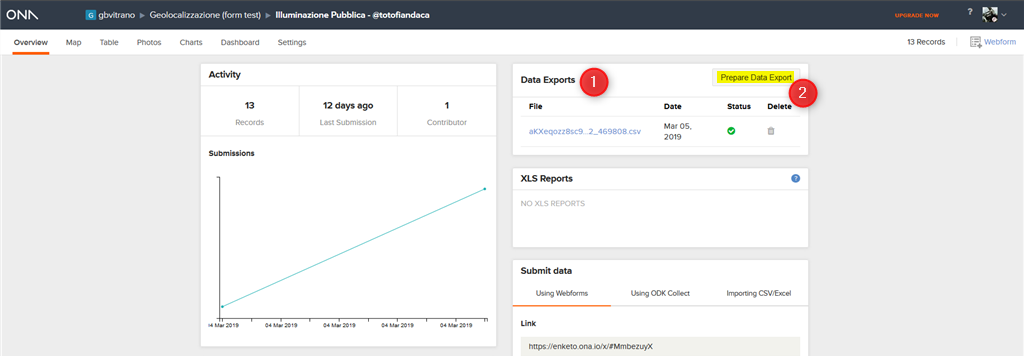 ONA
G gbvitrano ▶ Geolocalizzazione (form test) ▶ Illuminazione Pubblica - @totofiandaca
UPGRADE NOW
?
Overview Map Table Photos Charts Dashboard Settings
13 Records
Webform
Activity
13
Records
12 days ago
Last Submission
1
Contributor
Submissions
14 Mar 2019 04 Mar 2019 04 Mar 2019 04 Mar 2019 04 Mar 2019
Data Exports
1
Prepare Data Export
2
File Date Status Delete
aKXeqozz8sc9...2_469808.csv
Mar 05,
2019
XLS Reports
?
NO XLS REPORTS
Submit data
Using Webforms Using ODK Collect Importing CSV/Excel
Link
https://enketo.ona.io/x/#MmbezuyX